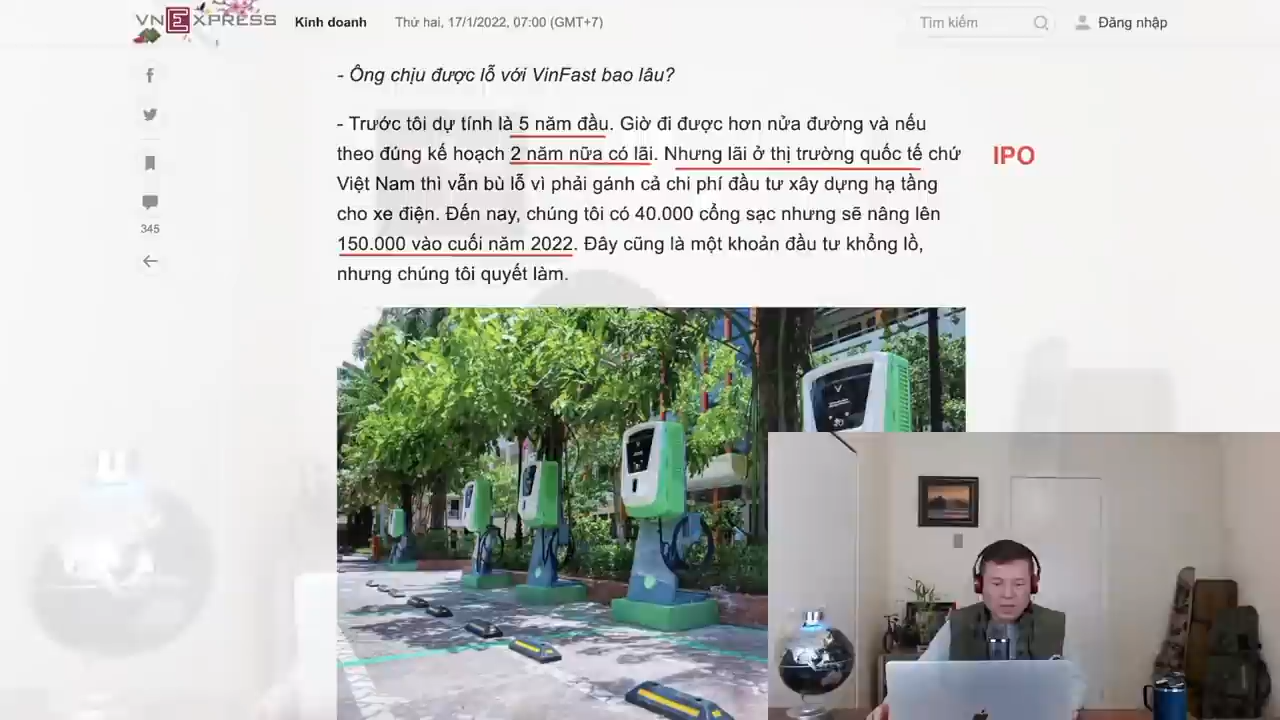 VNEXPRESS
Kinh doanh
Thứ hai, 17/1/2022, 07:00 (GMT+7)
Tìm kiếm
Đăng nhập
- Ông chịu được lỗ với VinFast bao lâu?
- Trước tôi dự tính là 5 năm đầu. Giờ đi được hơn nửa đường và nếu
theo đúng kế hoạch 2 năm nữa có lãi. Nhưng lãi ở thị trường quốc tế chứ
IPO
Việt Nam thì vẫn bù lỗ vì phải gánh cả chi phí đầu tư xây dựng hạ tầng
cho xe điện. Đến nay, chúng tôi có 40.000 cổng sạc nhưng sẽ nâng lên
150.000 vào cuối năm 2022. Đây cũng là một khoản đầu tư khổng lồ,
nhưng chúng tôi quyết làm.
345